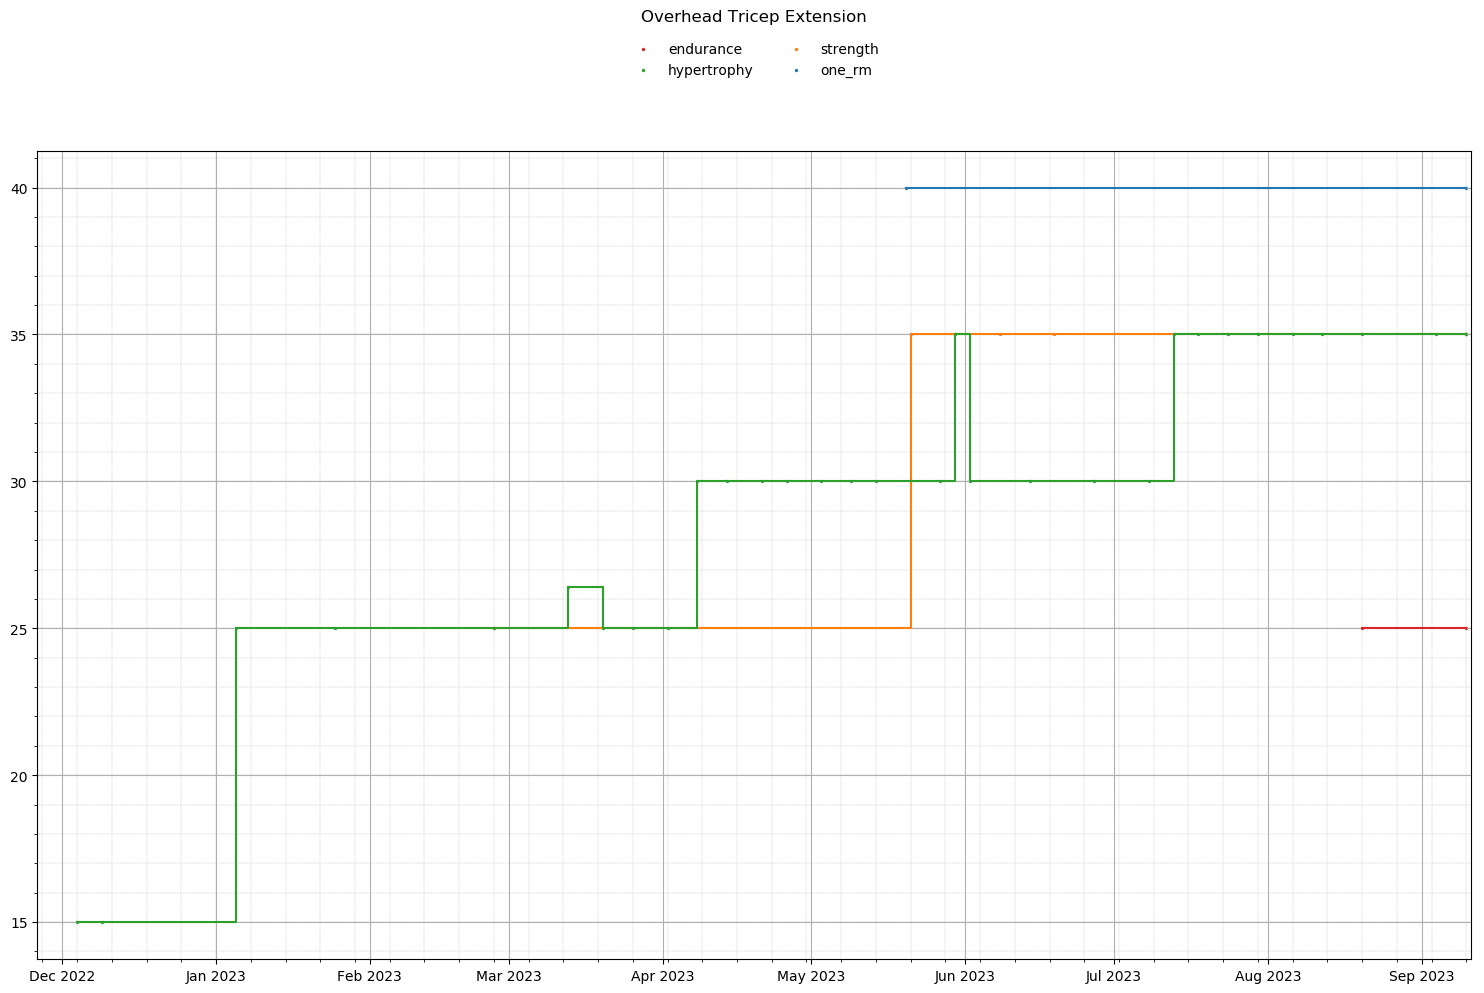 Overhead Tricep Extension
endurance strength
hypertrophy one_rm
40
35
30
25
20
15
Dec 2022 Jan 2023 Feb 2023 Mar 2023 Apr 2023 May 2023 Jun 2023 Jul 2023 Aug 2023 Sep 2023